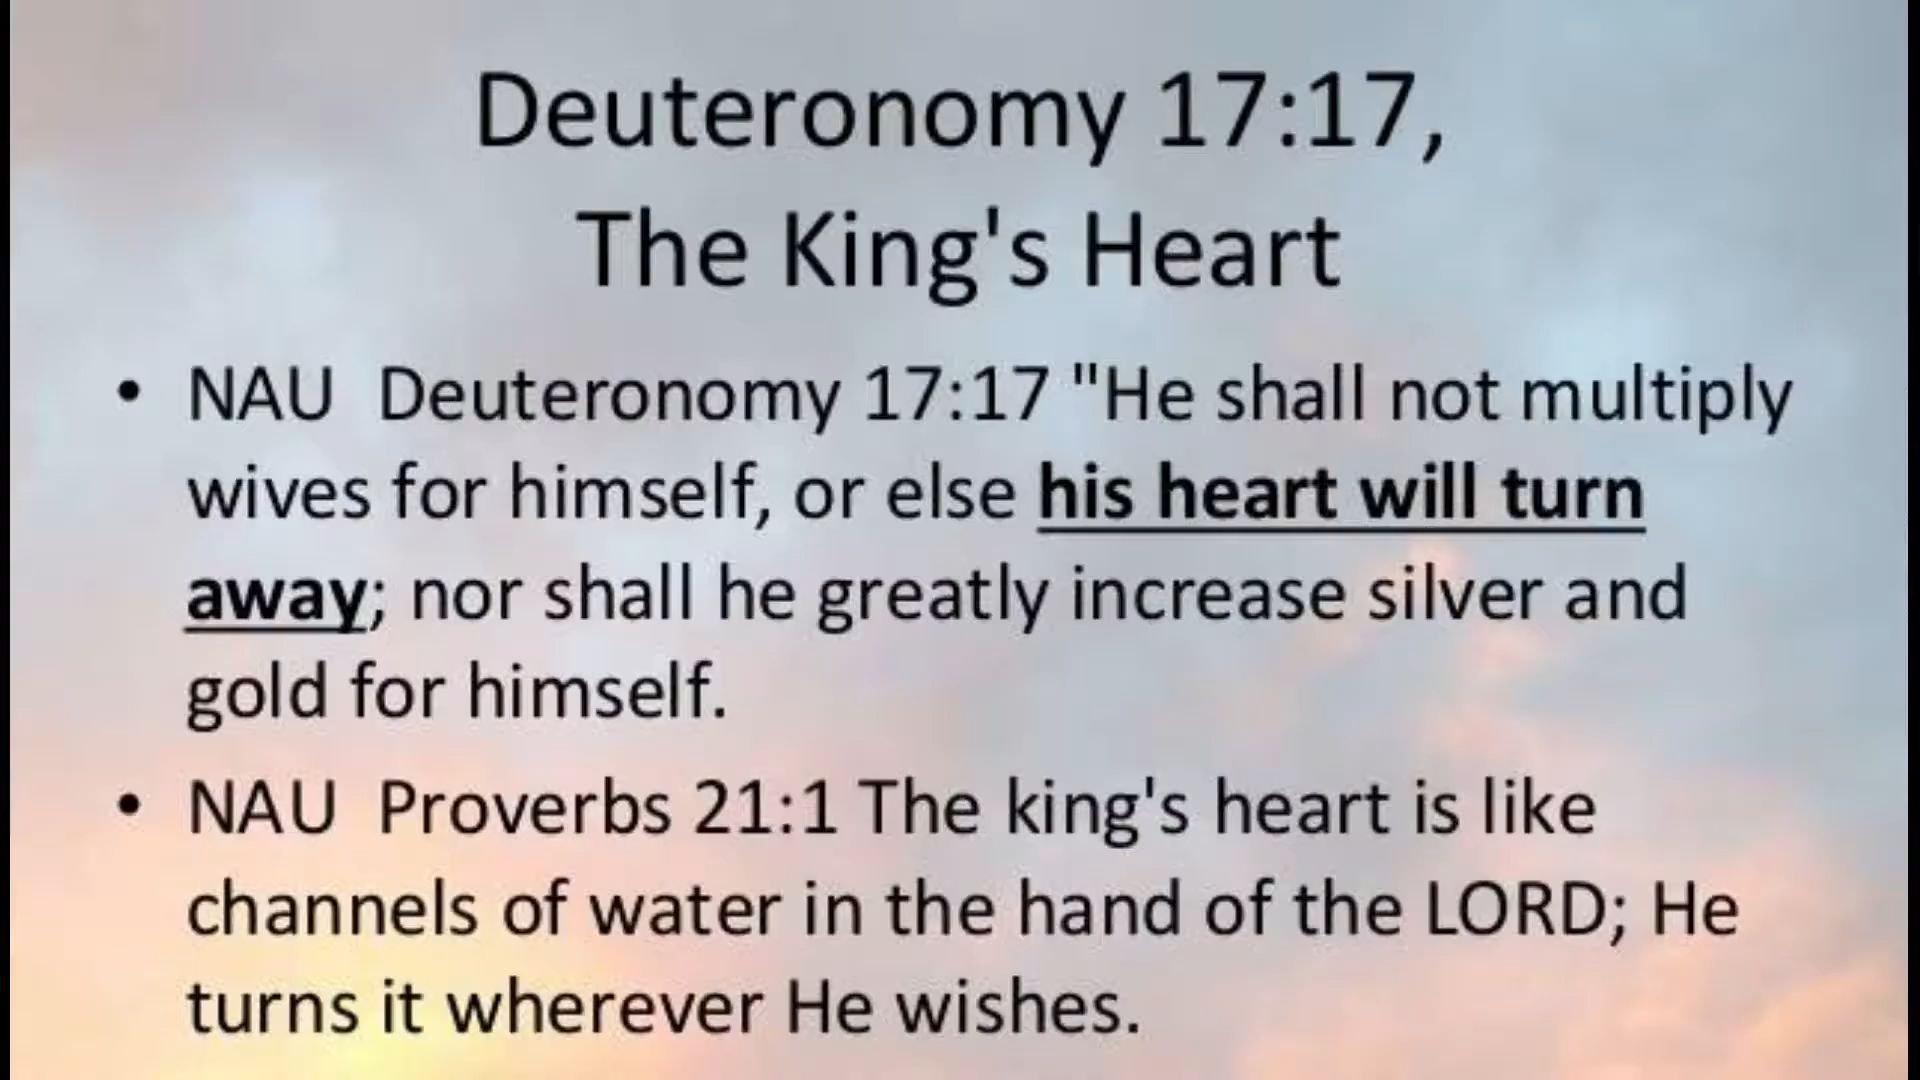 Deuteronomy 17:17,
The King's Heart
• NAU  Deuteronomy 17:17 "He shall not multiply
wives for himself, or else his heart will turn
away; nor shall he greatly increase silver and
gold for himself.
• NAU  Proverbs 21:1 The king's heart is like
channels of water in the hand of the LORD; He
turns it wherever He wishes.